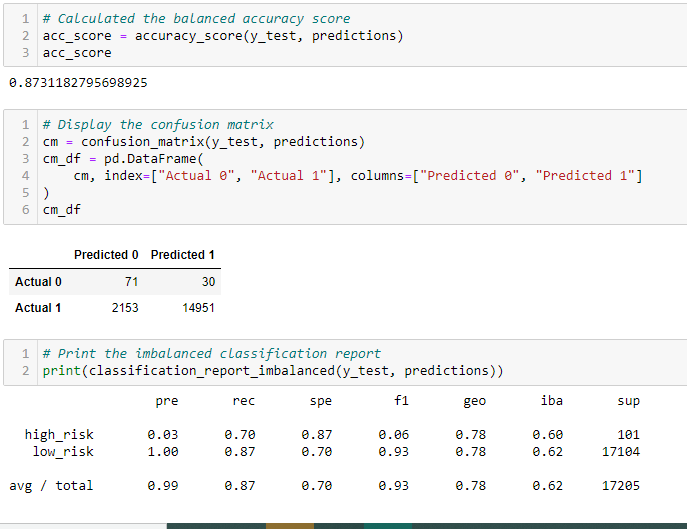 1 # Calculated the balanced accuracy score
2 acc_score = accuracy_score(y_test, predictions)
3 acc_score
0.8731182795698925
1 # Display the confusion matrix
2 cm = confusion_matrix(y_test, predictions)
3 cm_df = pd.DataFrame(
4     cm, index=["Actual 0", "Actual 1"], columns=["Predicted 0", "Predicted 1"]
5 )
6 cm_df
Predicted 0 Predicted 1
Actual 0 71 30
Actual 1 2153 14951
1 # Print the imbalanced classification report
2 print(classification_report_imbalanced(y_test, predictions))
pre rec spe f1 geo iba sup
high_risk 0.03 0.70 0.87 0.06 0.78 0.60 101
low_risk 1.00 0.87 0.70 0.93 0.78 0.62 17104
avg / total 0.99 0.87 0.70 0.93 0.78 0.62 17205